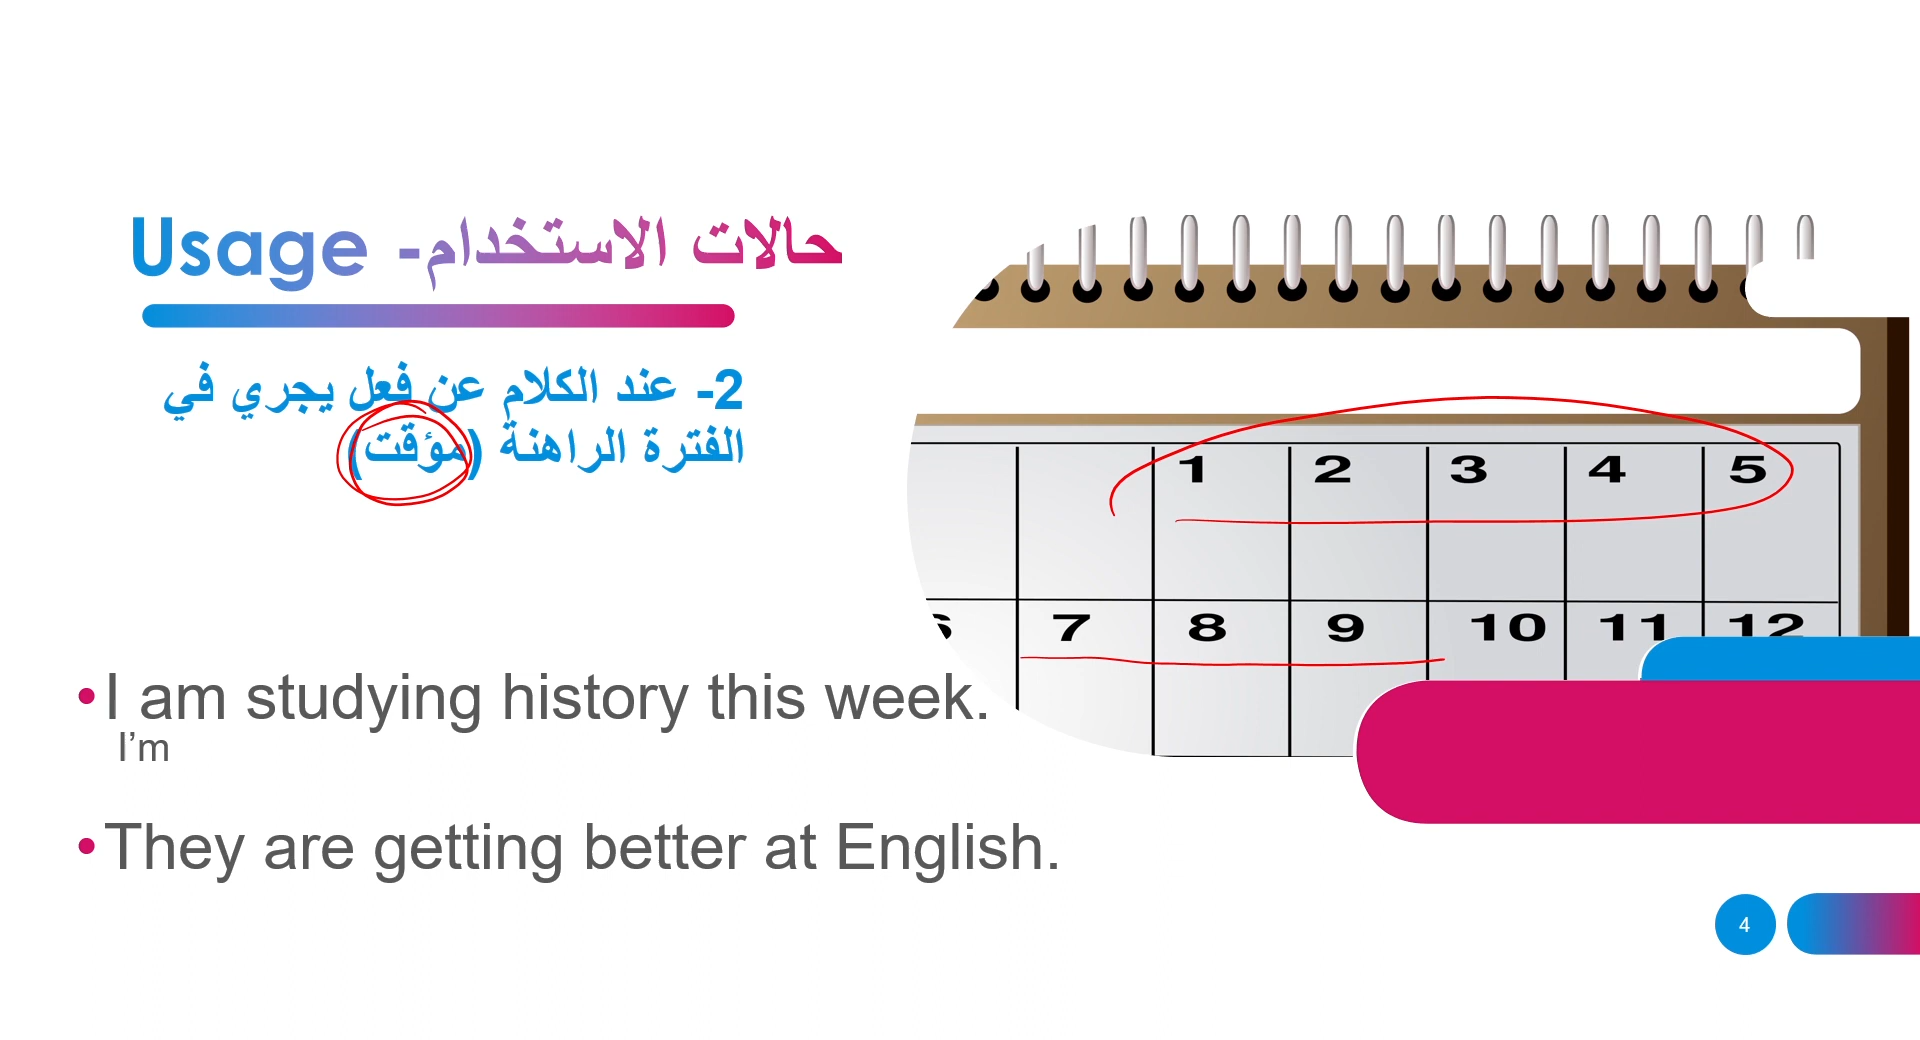 حالات الاستخدام- Usage
2- عند الكلام عن فعل يجري في
الفترة الراهنة (مؤقت)
1 2 3 4 5
7 8 9 10 11 12
•I am studying history this week.
I’m
•They are getting better at English.
4